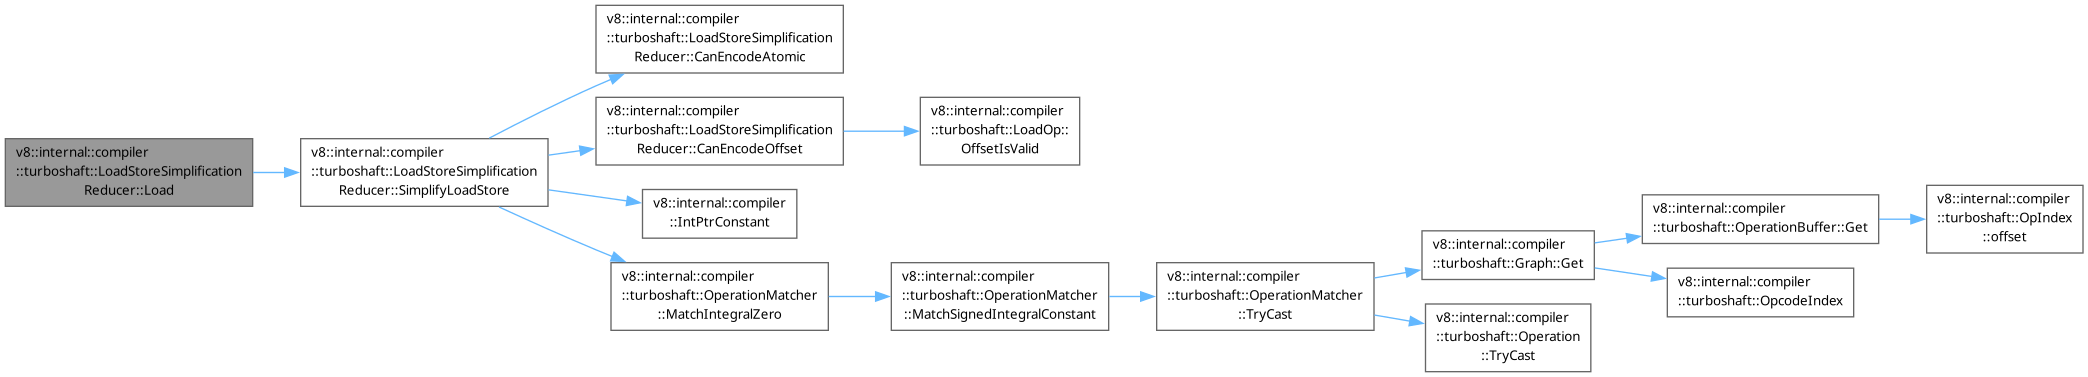 v8::internal::compiler
::turboshaft::LoadStoreSimplification
Reducer::Load
v8::internal::compiler
::turboshaft::LoadStoreSimplification
Reducer::SimplifyLoadStore
v8::internal::compiler
::turboshaft::LoadStoreSimplification
Reducer::CanEncodeAtomic
v8::internal::compiler
::turboshaft::LoadStoreSimplification
Reducer::CanEncodeOffset
v8::internal::compiler
::turboshaft::LoadOp::
OffsetIsValid
v8::internal::compiler
::IntPtrConstant
v8::internal::compiler
::turboshaft::OperationMatcher
::MatchIntegralZero
v8::internal::compiler
::turboshaft::OperationMatcher
::MatchSignedIntegralConstant
v8::internal::compiler
::turboshaft::OperationMatcher
::TryCast
v8::internal::compiler
::turboshaft::Graph::Get
v8::internal::compiler
::turboshaft::OperationBuffer::Get
v8::internal::compiler
::turboshaft::OpIndex
::offset
v8::internal::compiler
::turboshaft::OpcodeIndex
v8::internal::compiler
::turboshaft::Operation
::TryCast